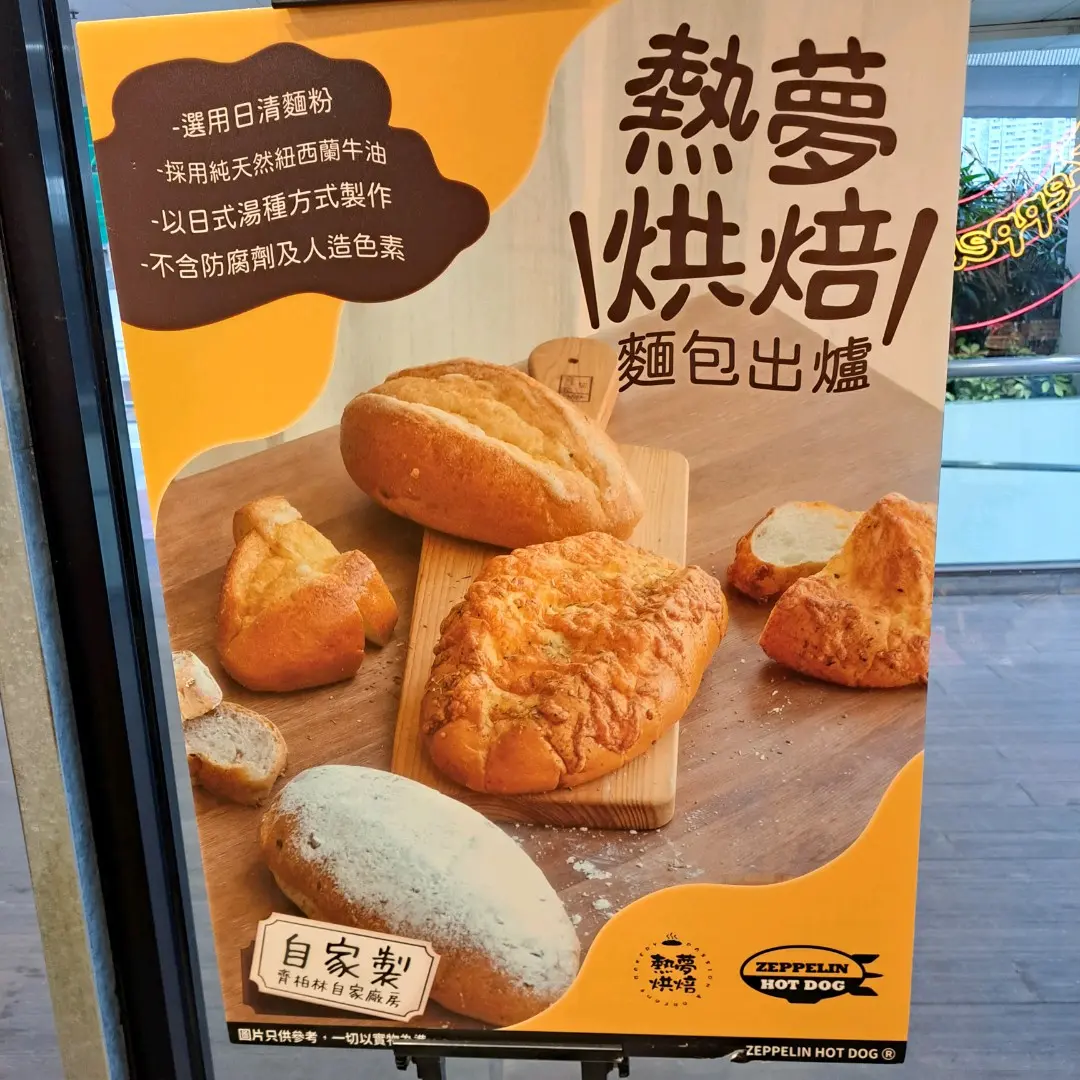 -選用日清麵粉
-採用純天然紐西蘭牛油
-以日式湯種方式製作
-不含防腐劑及人造色素
熱夢
烘焙
麵包出爐
自家製
齊柏林自家廠房
熱夢
烘焙
ZEPPELIN
HOT DOG
圖片只供參考，一切以實物為準
ZEPPELIN HOT DOG ®